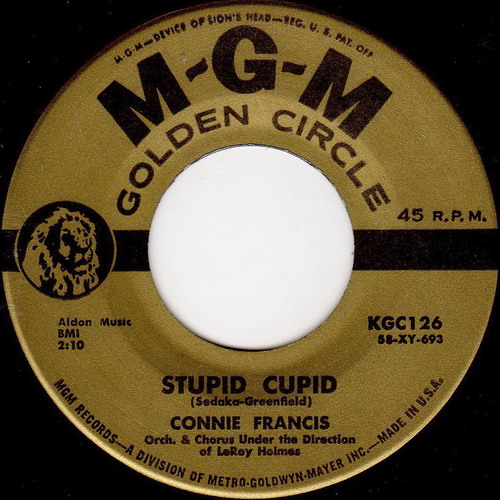 M-G-M—DEVICE OF LION'S HEAD—REG. U. S. PAT. OFF
M-G-M
GOLDEN CIRCLE
45 R.P.M.
Aldon Music
BMI
2:10
KGC126
58-XY-693
STUPID CUPID
(Sedaka-Greenfield)
CONNIE FRANCIS
Orch. & Chorus Under the Direction
of LeRoy Holmes
MGM RECORDS—A DIVISION OF METRO-GOLDWYN-MAYER INC.—MADE IN U.S.A.